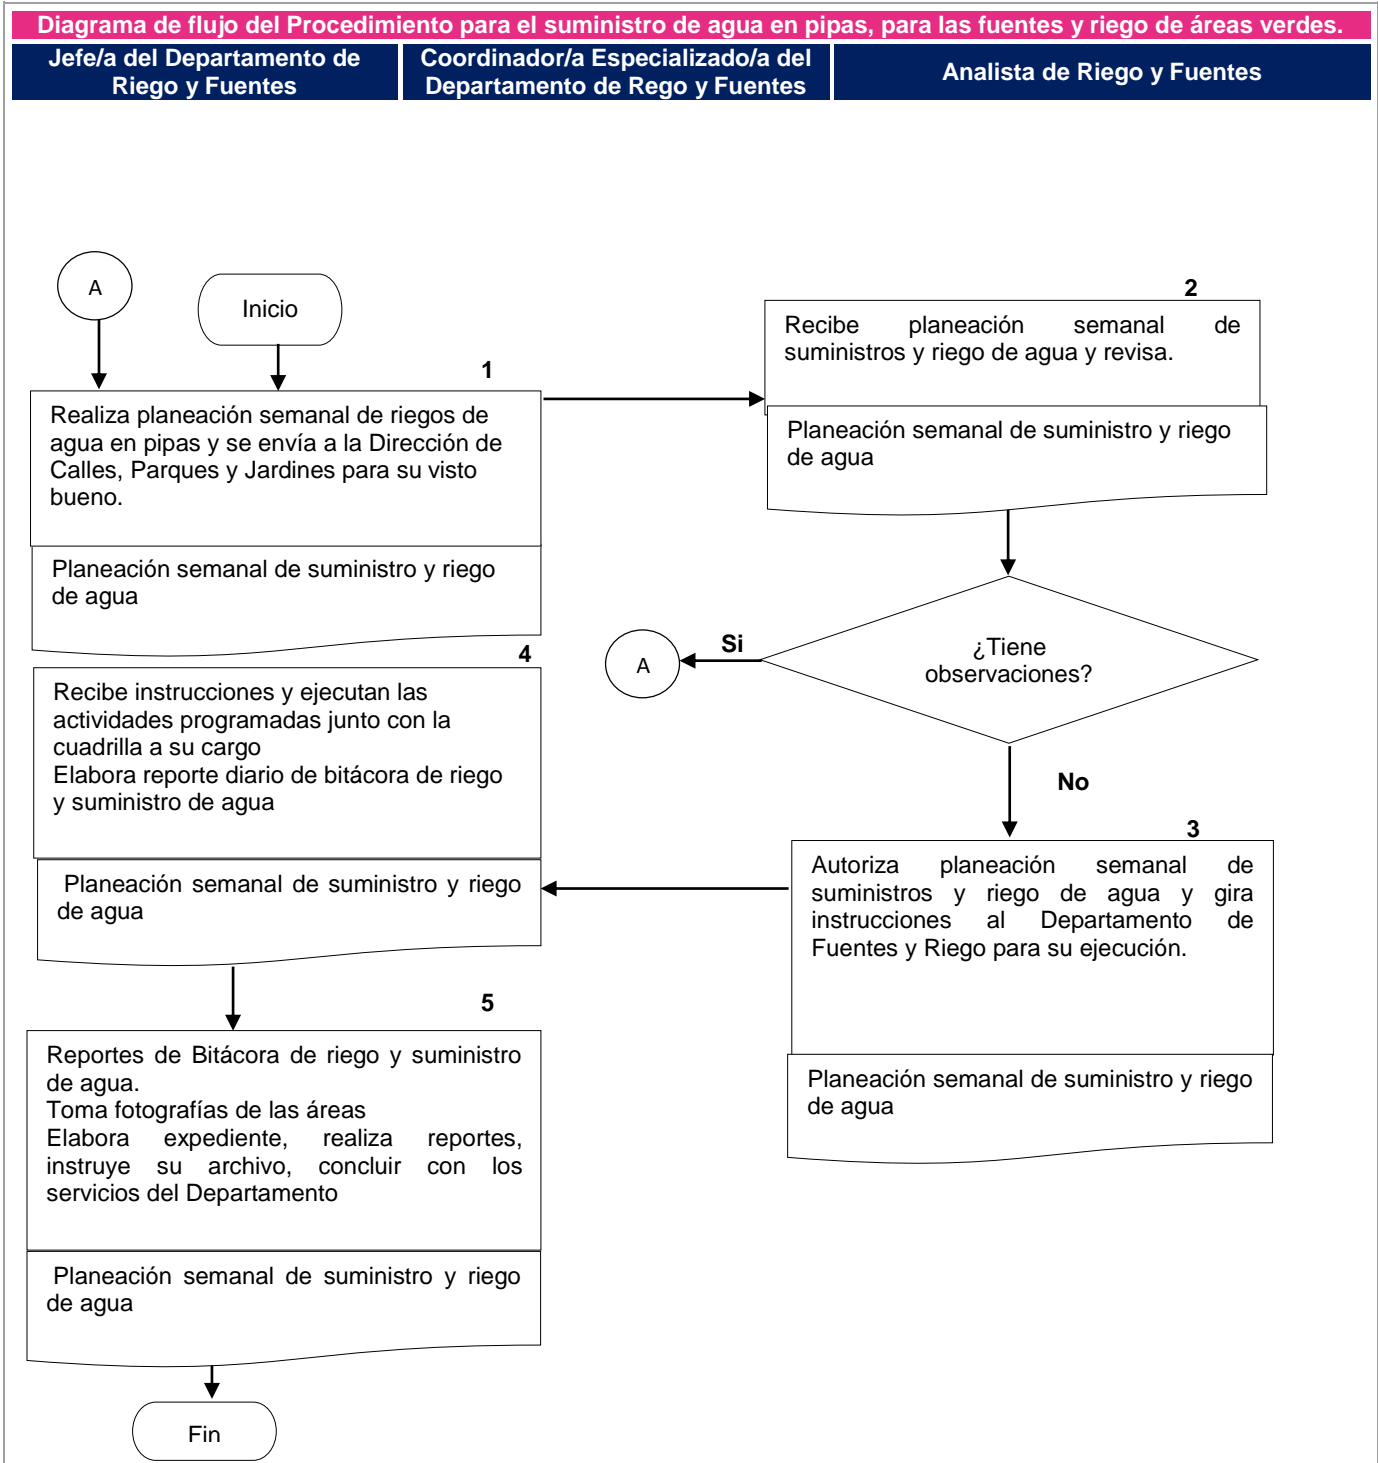 Diagrama de flujo del Procedimiento para el suministro de agua en pipas, para las fuentes y riego de áreas verdes.
Jefe/a del Departamento de
Riego y Fuentes
Coordinador/a Especializado/a del
Departamento de Rego y Fuentes
Analista de Riego y Fuentes
A
Inicio
1
Realiza planeación semanal de riegos de
agua en pipas y se envía a la Dirección de
Calles, Parques y Jardines para su visto
bueno.
Planeación semanal de suministro y riego
de agua
2
Recibe planeación semanal de
suministros y riego de agua y revisa.
Planeación semanal de suministro y riego
de agua
¿Tiene
observaciones?
Si
A
No
3
Autoriza planeación semanal de
suministros y riego de agua y gira
instrucciones al Departamento de
Fuentes y Riego para su ejecución.
Planeación semanal de suministro y riego
de agua
4
Recibe instrucciones y ejecutan las
actividades programadas junto con la
cuadrilla a su cargo
Elabora reporte diario de bitácora de riego
y suministro de agua
Planeación semanal de suministro y riego
de agua
5
Reportes de Bitácora de riego y suministro
de agua.
Toma fotografías de las áreas
Elabora expediente, realiza reportes,
instruye su archivo, concluir con los
servicios del Departamento
Planeación semanal de suministro y riego
de agua
Fin